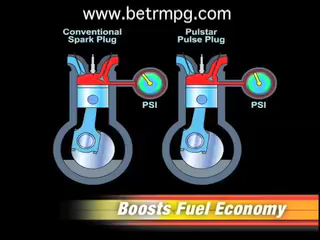 www.betrmpg.com
Conventional
Spark Plug
Pulstar
Pulse Plug
PSI
PSI
Boosts Fuel Economy